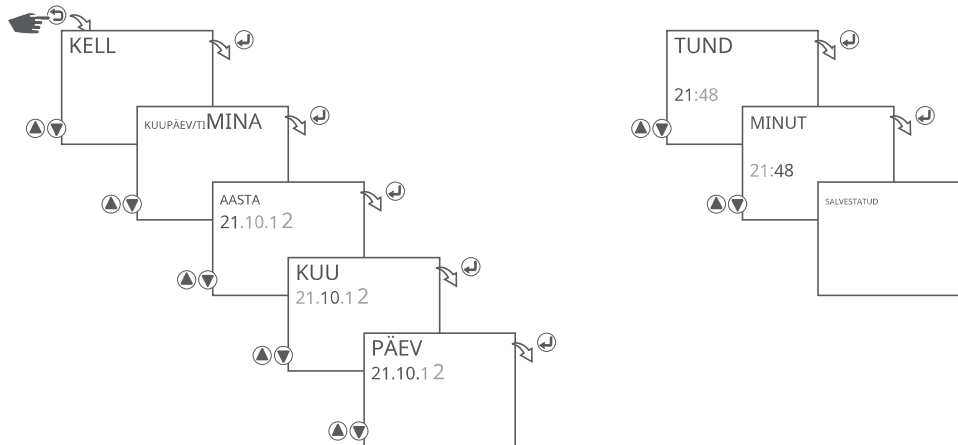 KELL
KUUPÄEV/TIMINA
AASTA
21.10.12
KUU
21.10.12
PÄEV
21.10.12
TUND
21:48
MINUT
21:48
SALVESTATUD